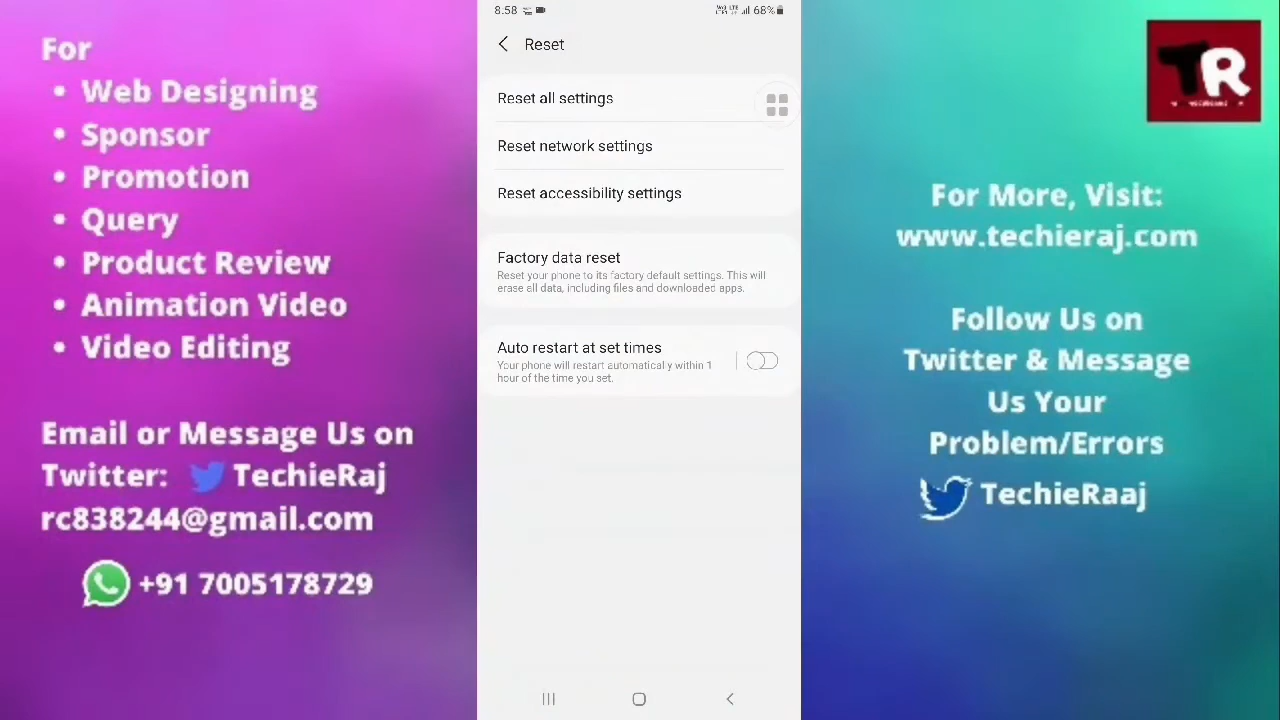 For
• Web Designing
• Sponsor
• Promotion
• Query
• Product Review
• Animation Video
• Video Editing
Email or Message Us on
Twitter: TechieRaj
rc838244@gmail.com
+91 7005178729
8:58
68%
Reset
Reset all settings
Reset network settings
Reset accessibility settings
Factory data reset
Reset your phone to its factory default settings. This will
erase all data, including files and downloaded apps.
Auto restart at set times
Your phone will restart automatically within 1
hour of the time you set.
TR
For More, Visit:
www.techieraj.com
Follow Us on
Twitter & Message
Us Your
Problem/Errors
TechieRaaj